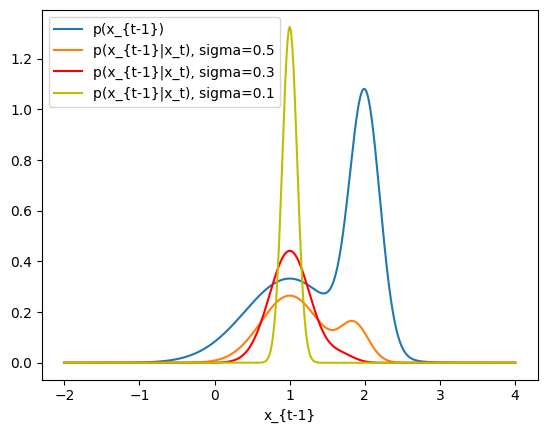 p(x_{t-1})
p(x_{t-1}|x_t), sigma=0.5
p(x_{t-1}|x_t), sigma=0.3
p(x_{t-1}|x_t), sigma=0.1
1.2
1.0
0.8
0.6
0.4
0.2
0.0
−2 −1 0 1 2 3 4
x_{t-1}